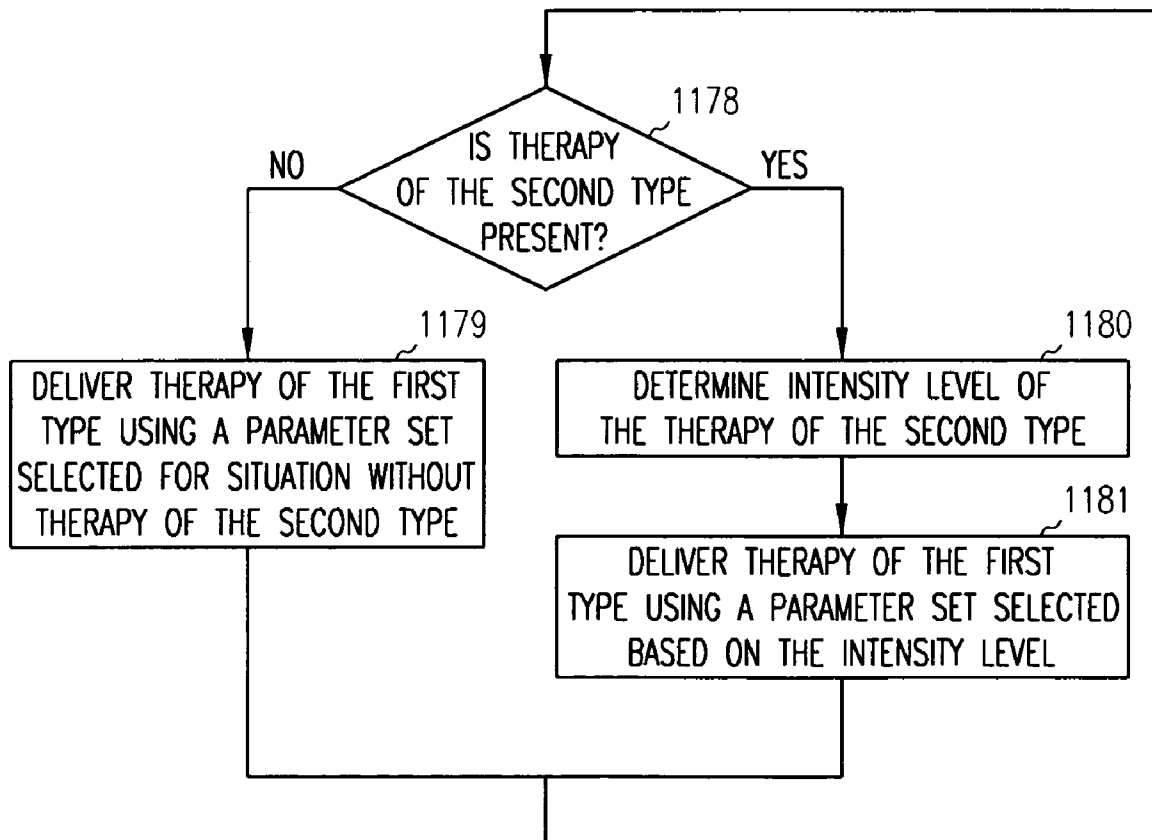 1178
IS THERAPY
OF THE SECOND TYPE
PRESENT?
NO
YES
1179
DELIVER THERAPY OF THE FIRST
TYPE USING A PARAMETER SET
SELECTED FOR SITUATION WITHOUT
THERAPY OF THE SECOND TYPE
1180
DETERMINE INTENSITY LEVEL OF
THE THERAPY OF THE SECOND TYPE
1181
DELIVER THERAPY OF THE FIRST
TYPE USING A PARAMETER SET SELECTED
BASED ON THE INTENSITY LEVEL